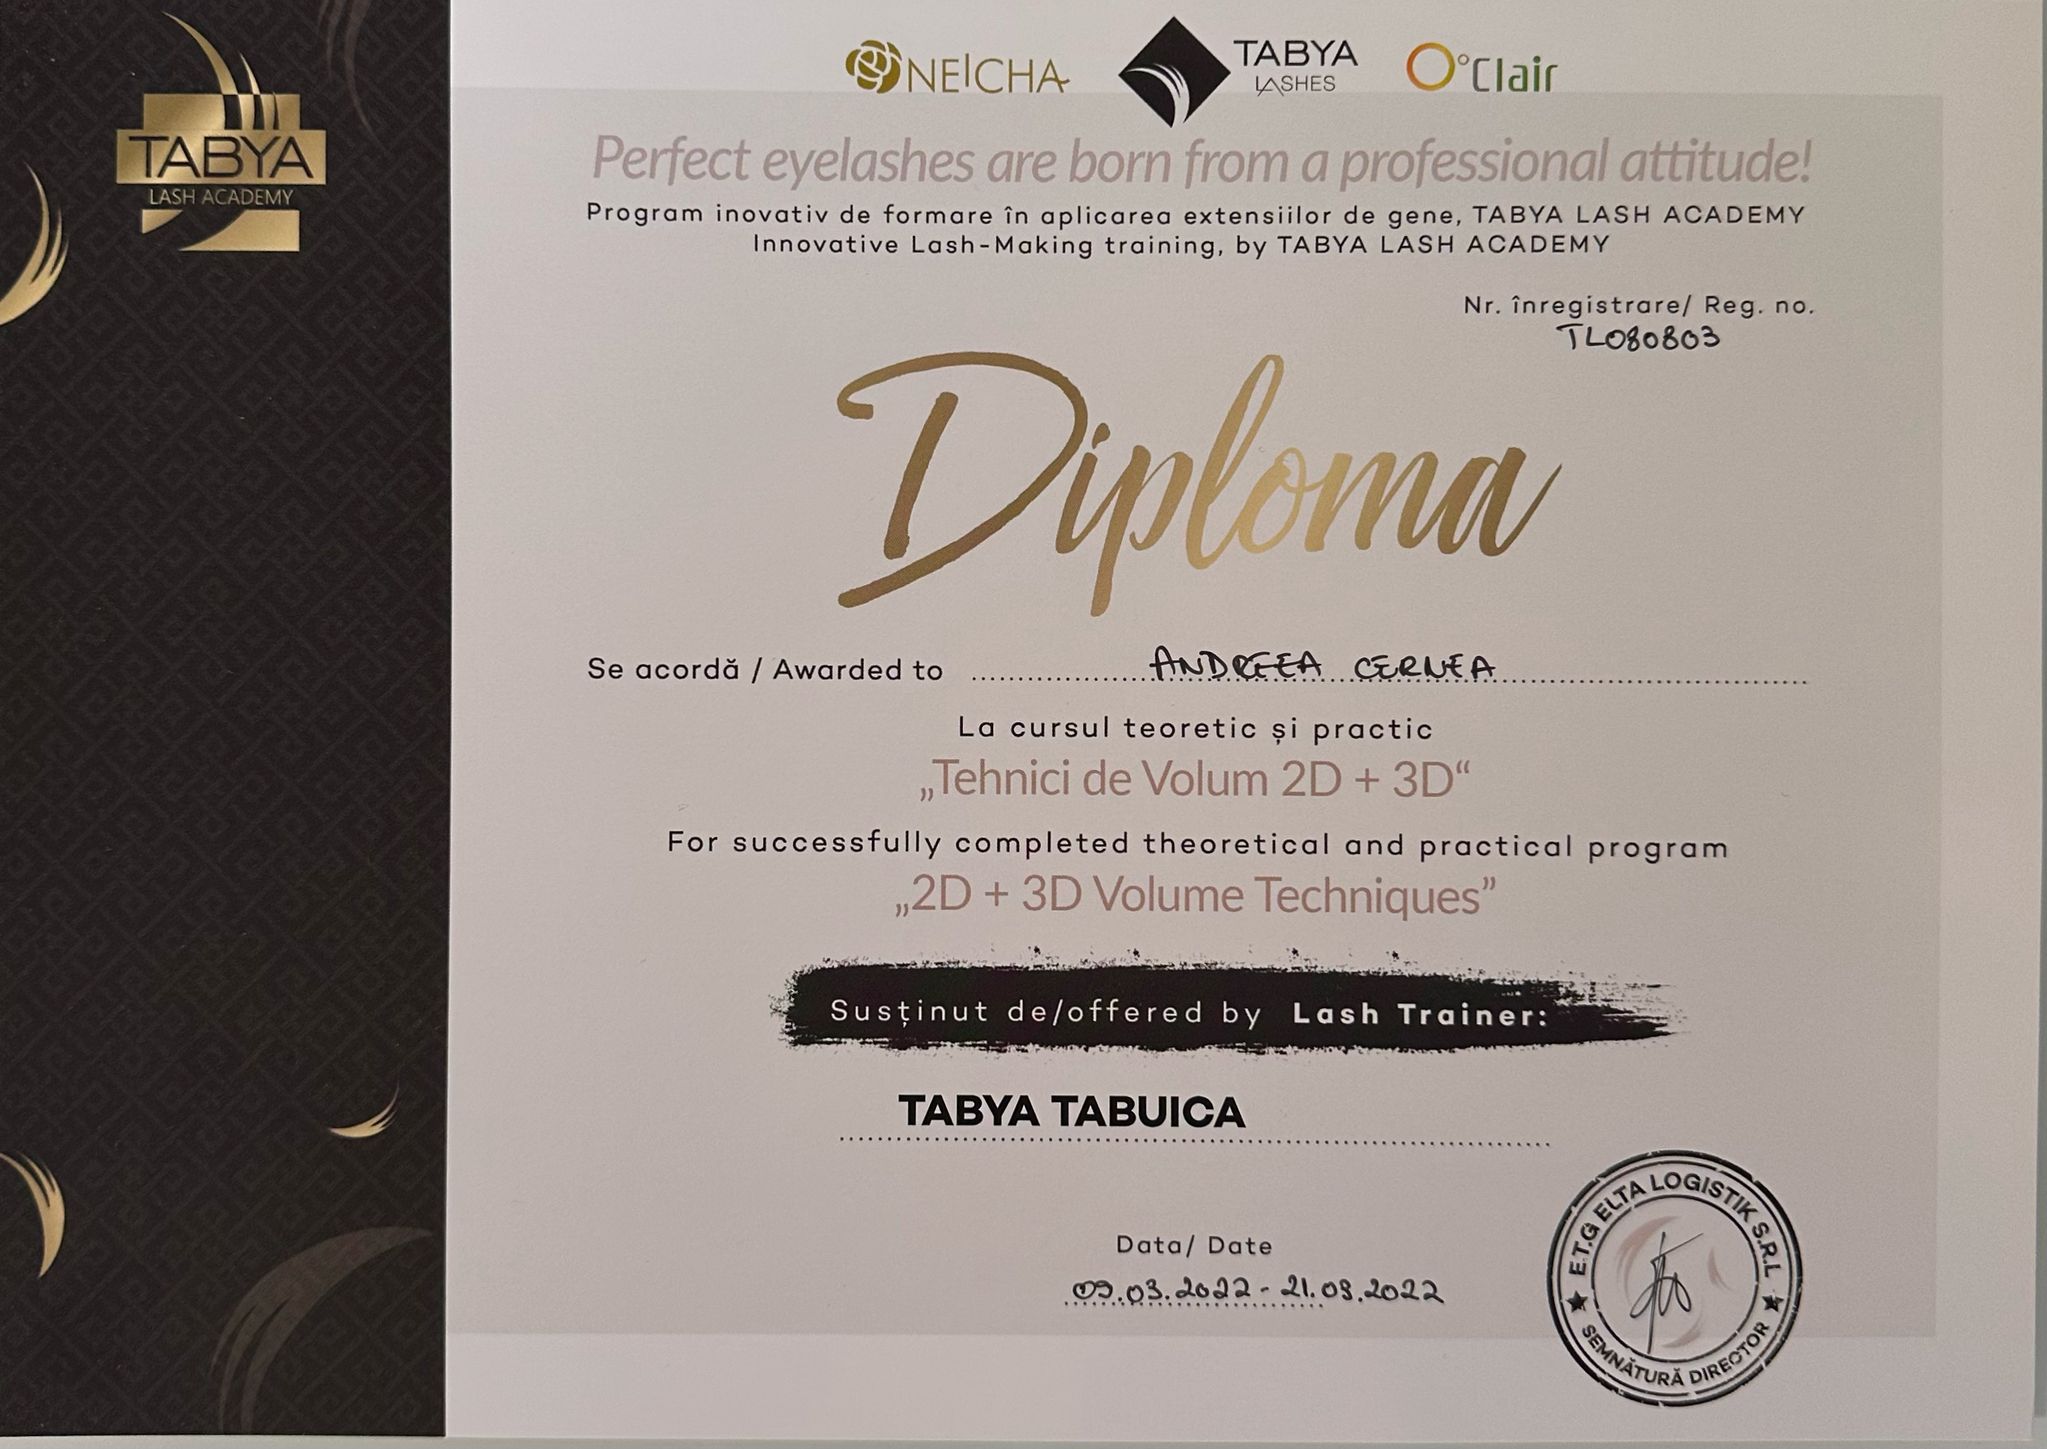 TABYA
LASH ACADEMY
NEICHA
TABYA
LASHES
O°Clair
Perfect eyelashes are born from a professional attitude!
Program inovativ de formare în aplicarea extensiilor de gene, TABYA LASH ACADEMY
Innovative Lash-Making training, by TABYA LASH ACADEMY
Nr. înregistrare/ Reg. no.
TL080803
Diploma
Se acordă / Awarded to ANDREEA CERNEA
La cursul teoretic și practic
„Tehnici de Volum 2D + 3D“
For successfully completed theoretical and practical program
„2D + 3D Volume Techniques”
Susținut de/offered by Lash Trainer:
TABYA TABUICA
Data/ Date
09.03.2022 - 21.03.2022
E.T.G ELTA LOGISTIK S.R.L
SEMNĂTURĂ DIRECTOR